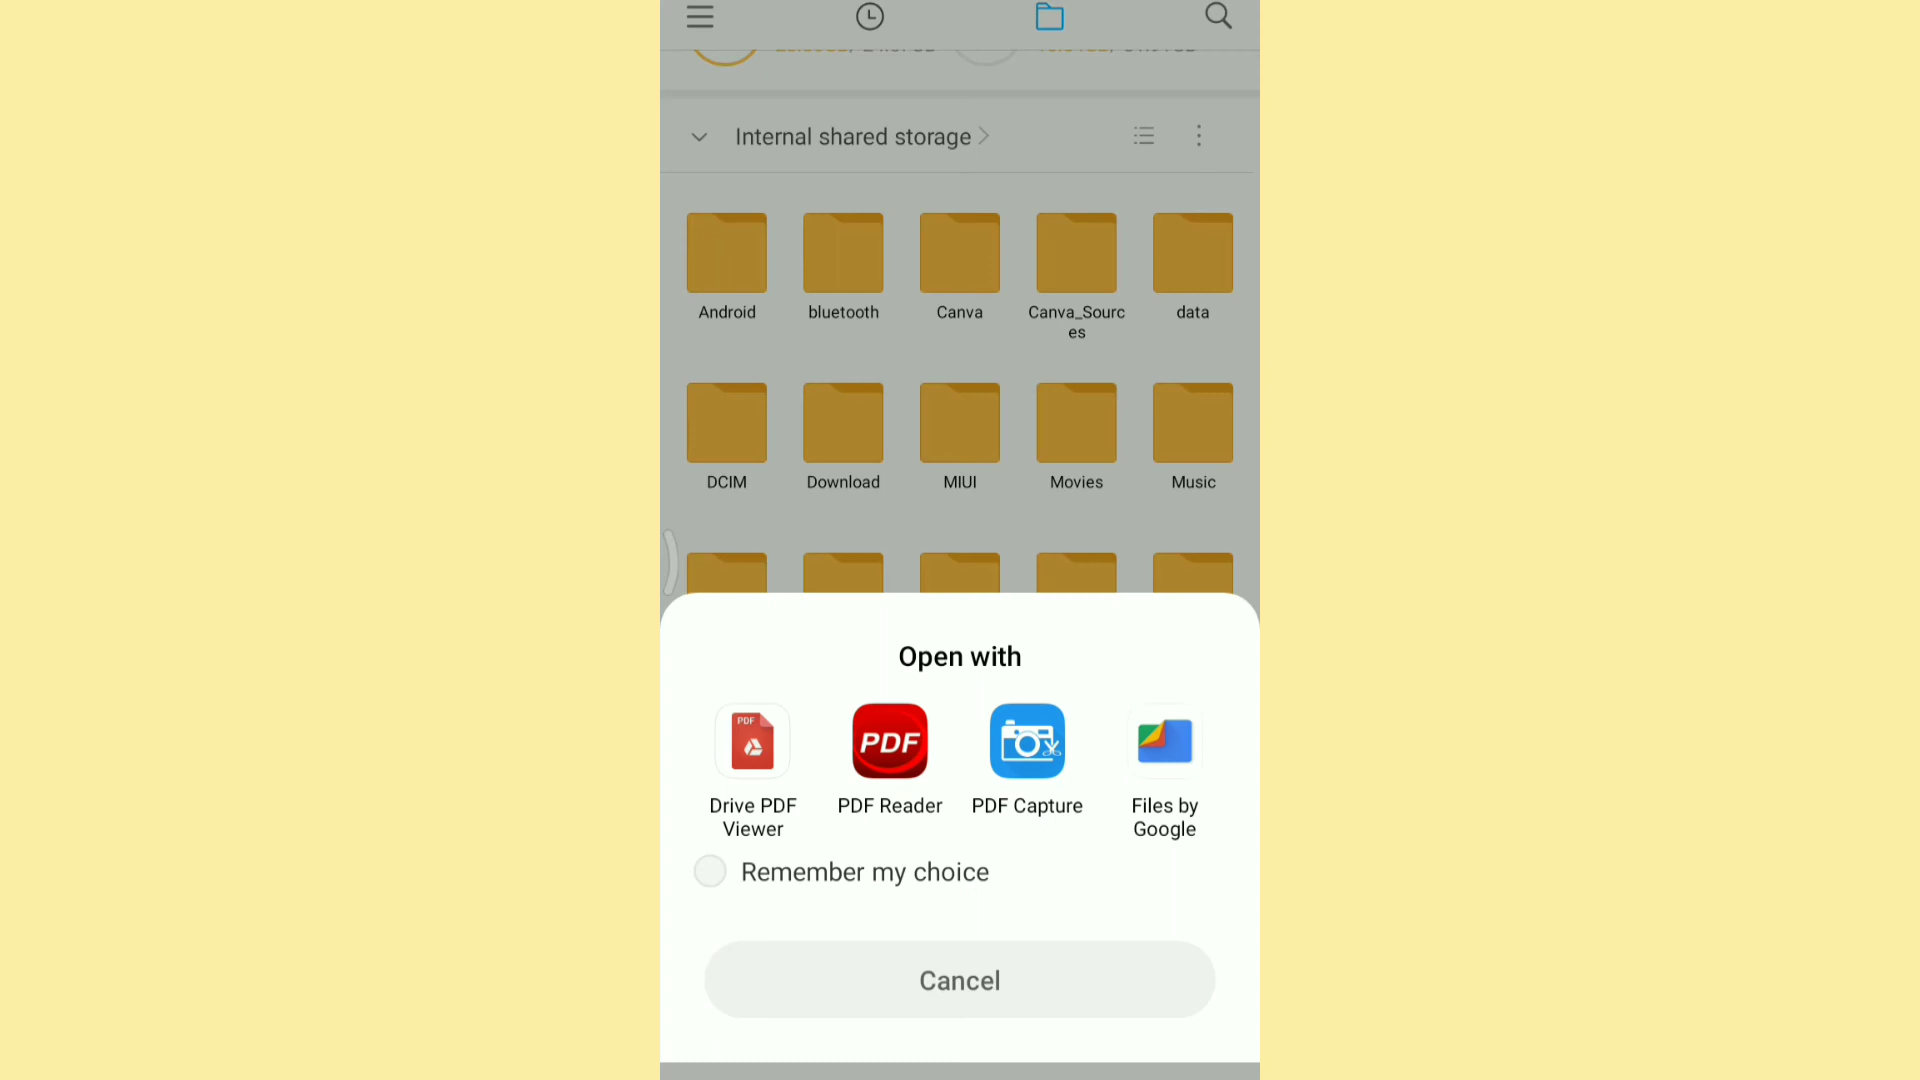 Internal shared storage
Android bluetooth Canva Canva_Sourc
es data
DCIM Download MIUI Movies Music
Open with
PDF
PDF
Drive PDF
Viewer
PDF Reader
PDF Capture
Files by
Google
Remember my choice
Cancel